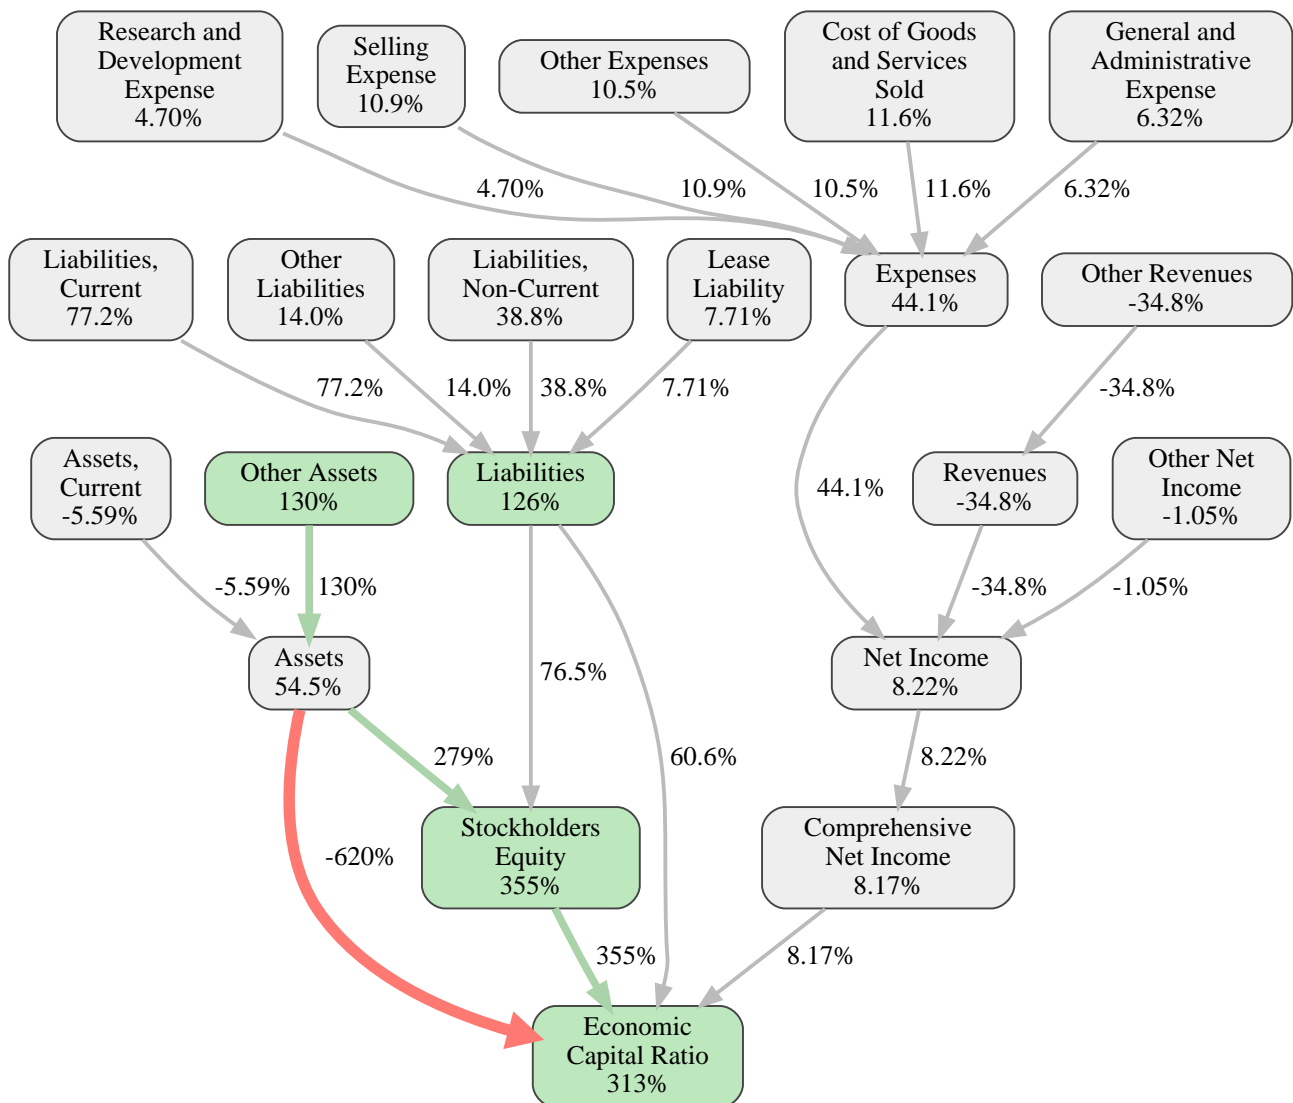 Research and
Development
Expense
4.70%
Selling
Expense
10.9%
Other Expenses
10.5%
Cost of Goods
and Services
Sold
11.6%
General and
Administrative
Expense
6.32%
4.70%
10.9%
10.5%
11.6%
6.32%
Liabilities,
Current
77.2%
Other
Liabilities
14.0%
Liabilities,
Non-Current
38.8%
Lease
Liability
7.71%
Expenses
44.1%
Other Revenues
-34.8%
77.2%
14.0%
38.8%
7.71%
-34.8%
Assets,
Current
-5.59%
Other Assets
130%
Liabilities
126%
44.1%
Revenues
-34.8%
Other Net
Income
-1.05%
-5.59%
130%
-34.8%
-1.05%
Assets
54.5%
76.5%
Net Income
8.22%
279%
60.6%
8.22%
-620%
Stockholders
Equity
355%
Comprehensive
Net Income
8.17%
355%
8.17%
Economic
Capital Ratio
313%